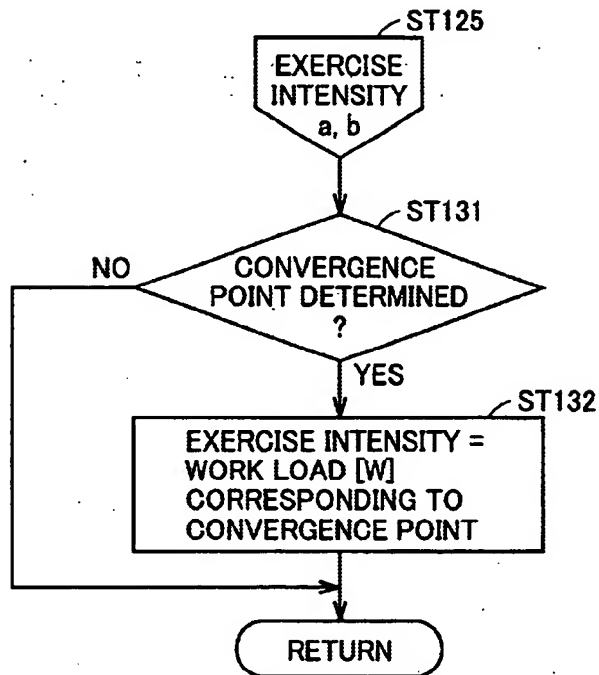 ST125
EXERCISE
INTENSITY
a, b
ST131
NO
CONVERGENCE
POINT DETERMINED
?
YES
ST132
EXERCISE INTENSITY =
WORK LOAD [W]
CORRESPONDING TO
CONVERGENCE POINT
RETURN